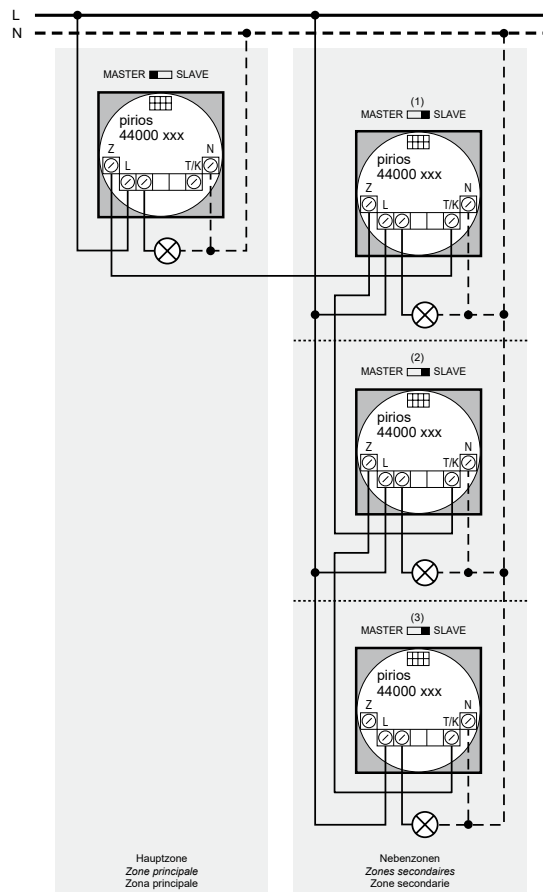 L
N
MASTER SLAVE
pirios
44000 xxx
Z
L
T/K
N
(1)
MASTER SLAVE
pirios
44000 xxx
Z
L
T/K
N
(2)
MASTER SLAVE
pirios
44000 xxx
Z
L
T/K
N
(3)
MASTER SLAVE
pirios
44000 xxx
Z
L
T/K
N
Hauptzone
Zone principale
Zona principale
Nebenzonen
Zones secondaires
Zone secondarie